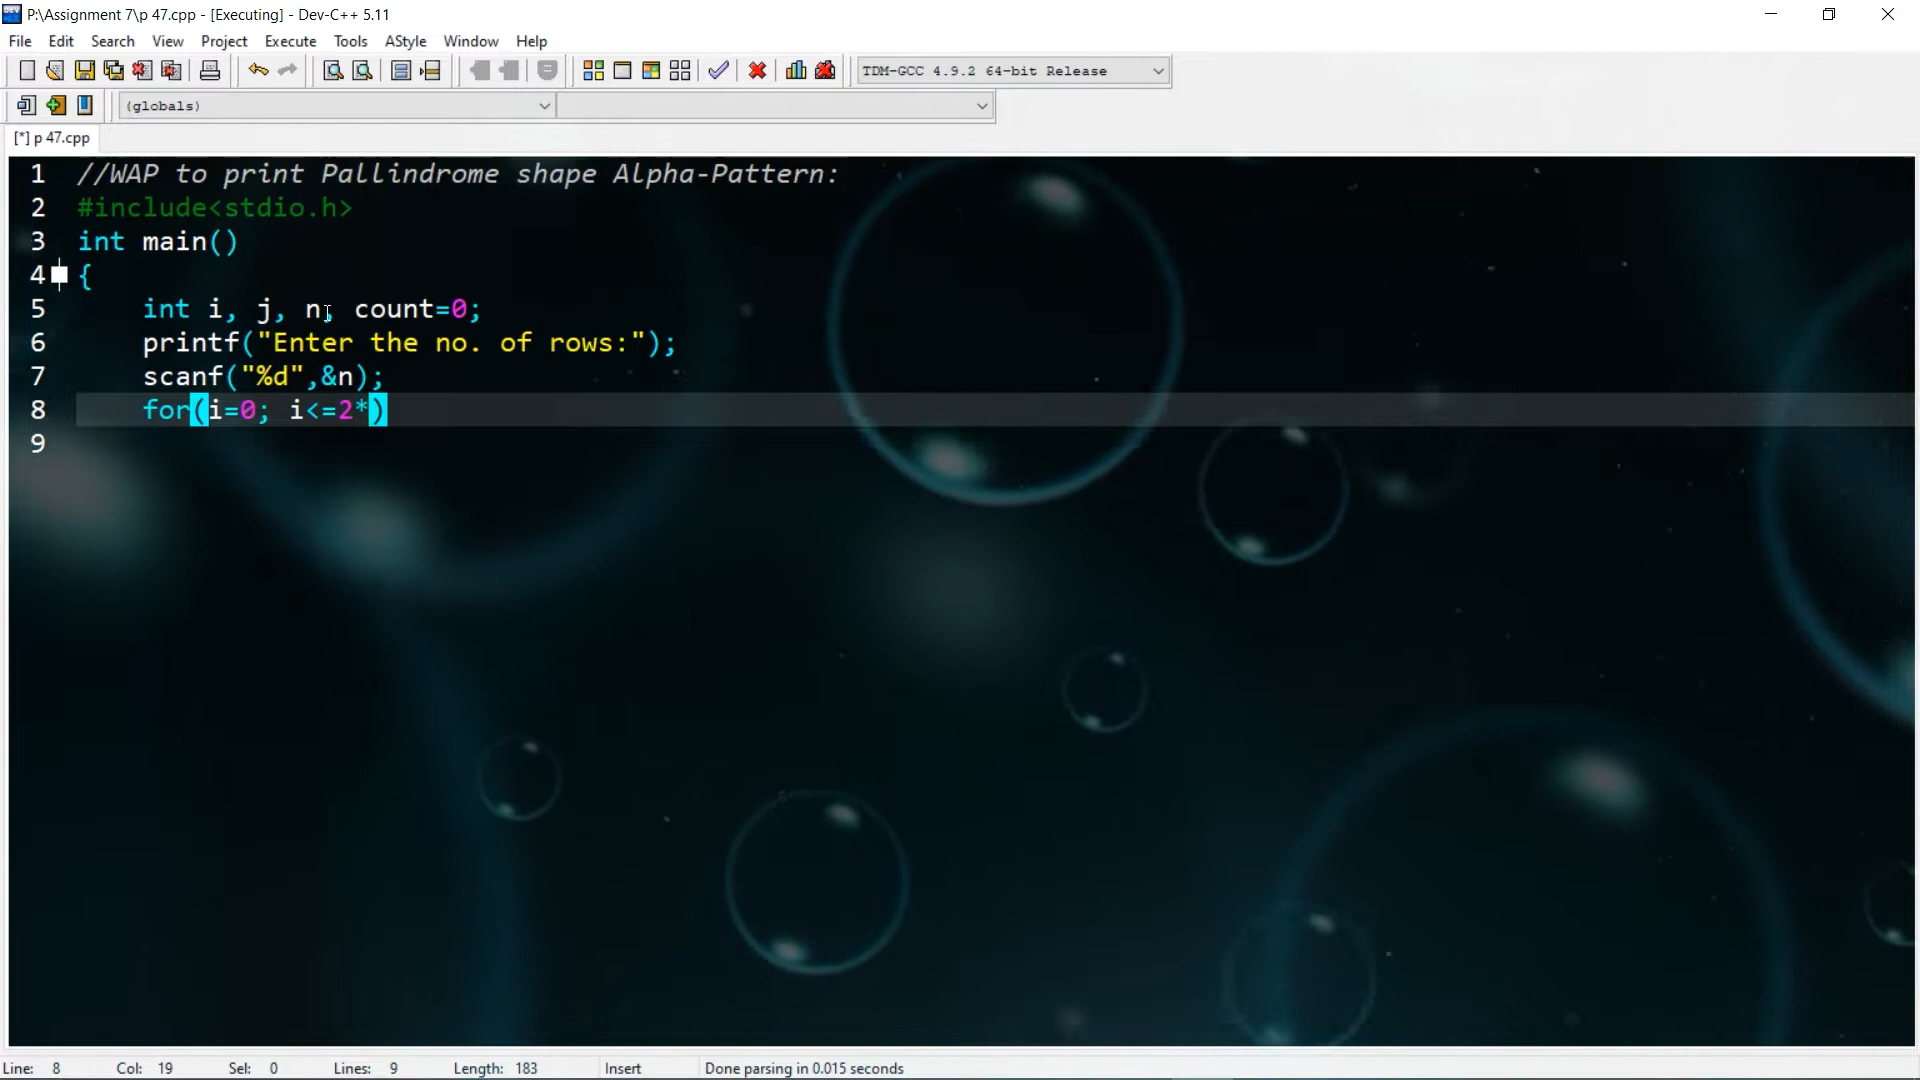 P:\Assignment 7\p 47.cpp - [Executing] - Dev-C++ 5.11
File Edit Search View Project Execute Tools AStyle Window Help
TDM-GCC 4.9.2 64-bit Release
(globals)
[*] p 47.cpp
1 //WAP to print Pallindrome shape Alpha-Pattern:
2 #include<stdio.h>
3 int main()
4 {
5 int i, j, n, count=0;
6 printf("Enter the no. of rows:");
7 scanf("%d",&n);
8 for(i=0; i<=2*)
9
Line: 8 Col: 19 Sel: 0 Lines: 9 Length: 183 Insert Done parsing in 0.015 seconds